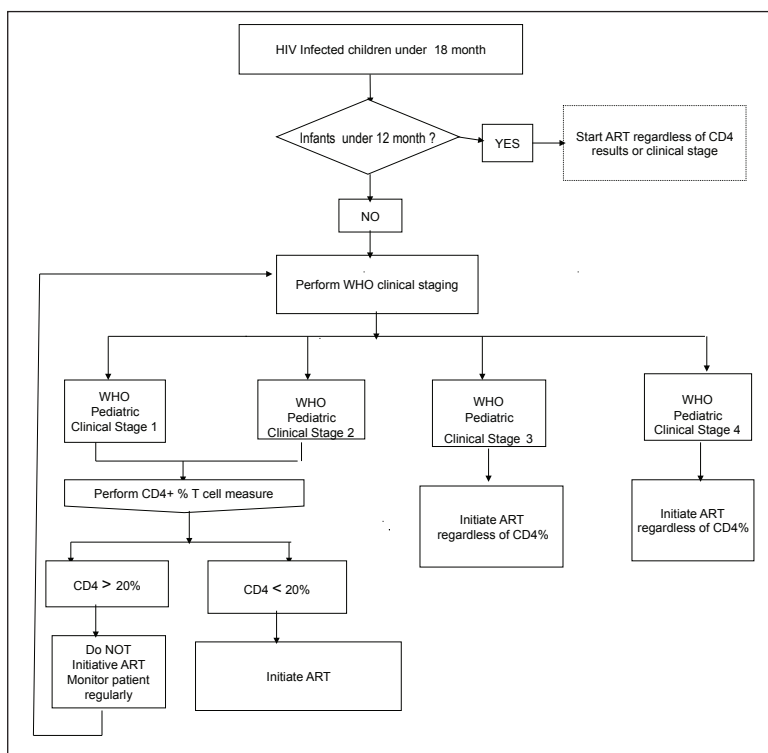 HIV Infected children under 18 month
Infants under 12 month ?
YES
Start ART regardless of CD4
results or clinical stage
NO
Perform WHO clinical staging
WHO
Pediatric
Clinical Stage 1
WHO
Pediatric
Clinical Stage 2
WHO
Pediatric
Clinical Stage 3
WHO
Pediatric
Clinical Stage 4
Perform CD4+ % T cell measure
Initiate ART
regardless of CD4%
Initiate ART
regardless of CD4%
CD4 > 20%
CD4 < 20%
Do NOT
Initiative ART
Monitor patient
regularly
Initiate ART